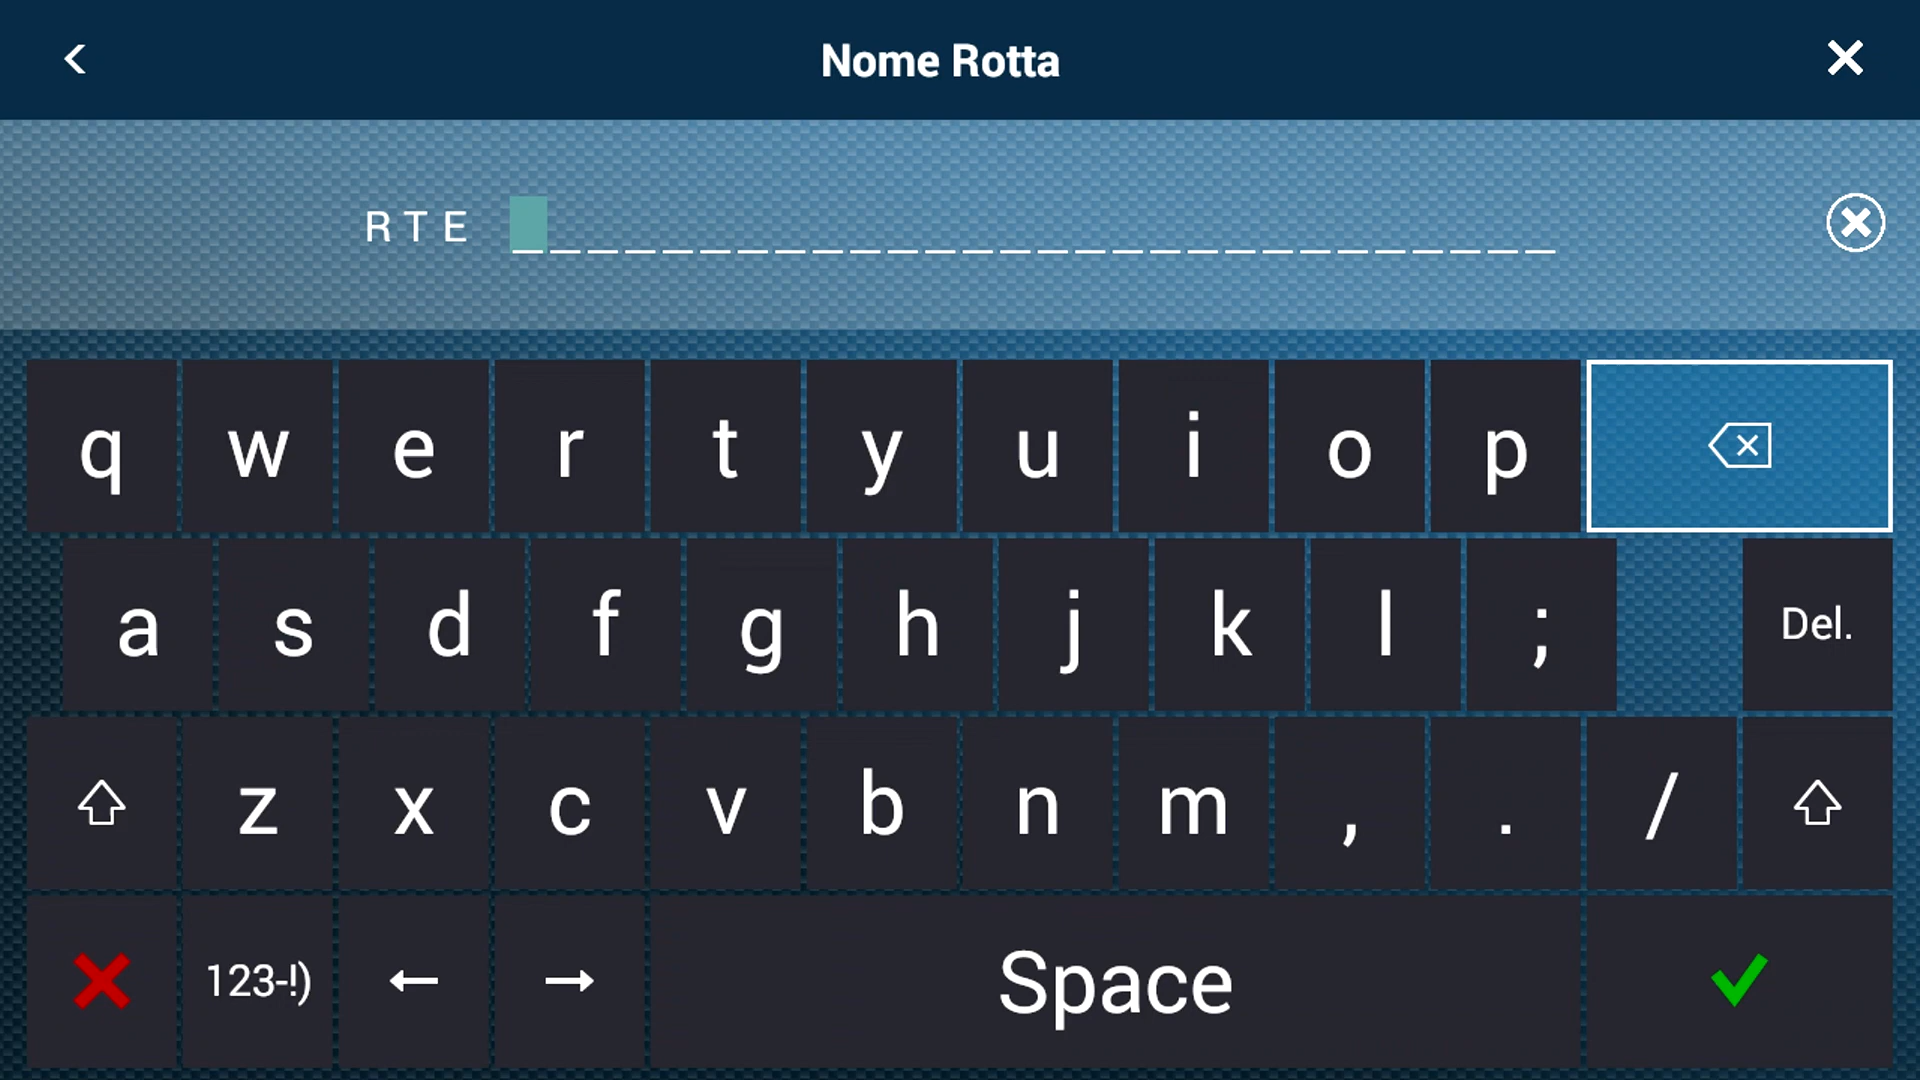 Nome Rotta
RTE
q w e r t y u i o p
a s d f g h j k l ; Del.
z x c v b n m , . /
123-!) Space